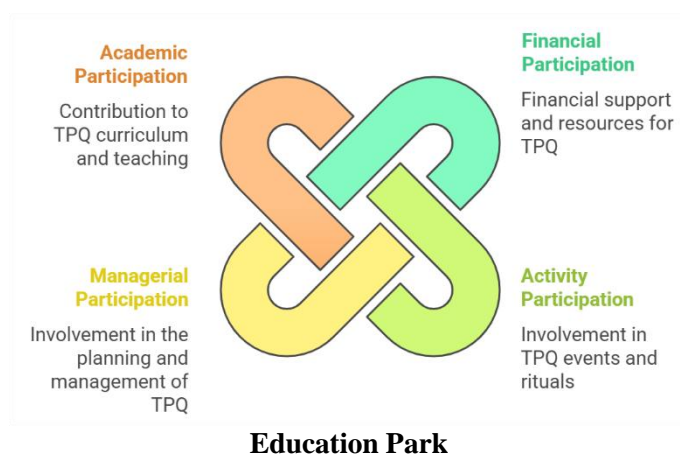 Academic
Participation
Contribution to
TPQ curriculum
and teaching
Financial
Participation
Financial support
and resources for
TPQ
Managerial
Participation
Involvement in the
planning and
management of
TPQ
Activity
Participation
Involvement in
TPQ events and
rituals
Education Park